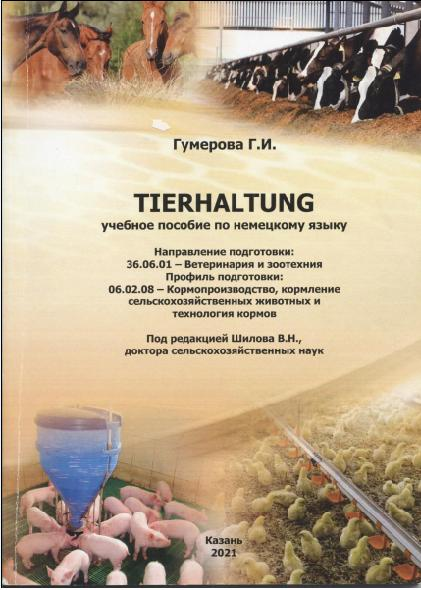 Гумерова Г.И.
TIERHALTUNG
учебное пособие по немецкому языку
Направление подготовки:
36.06.01 – Ветеринария и зоотехния
Профиль подготовки:
06.02.08 – Кормопроизводство, кормление
сельскохозяйственных животных и
технология кормов
Под редакцией Шилова В.Н.,
доктора сельскохозяйственных наук
Казань
2021